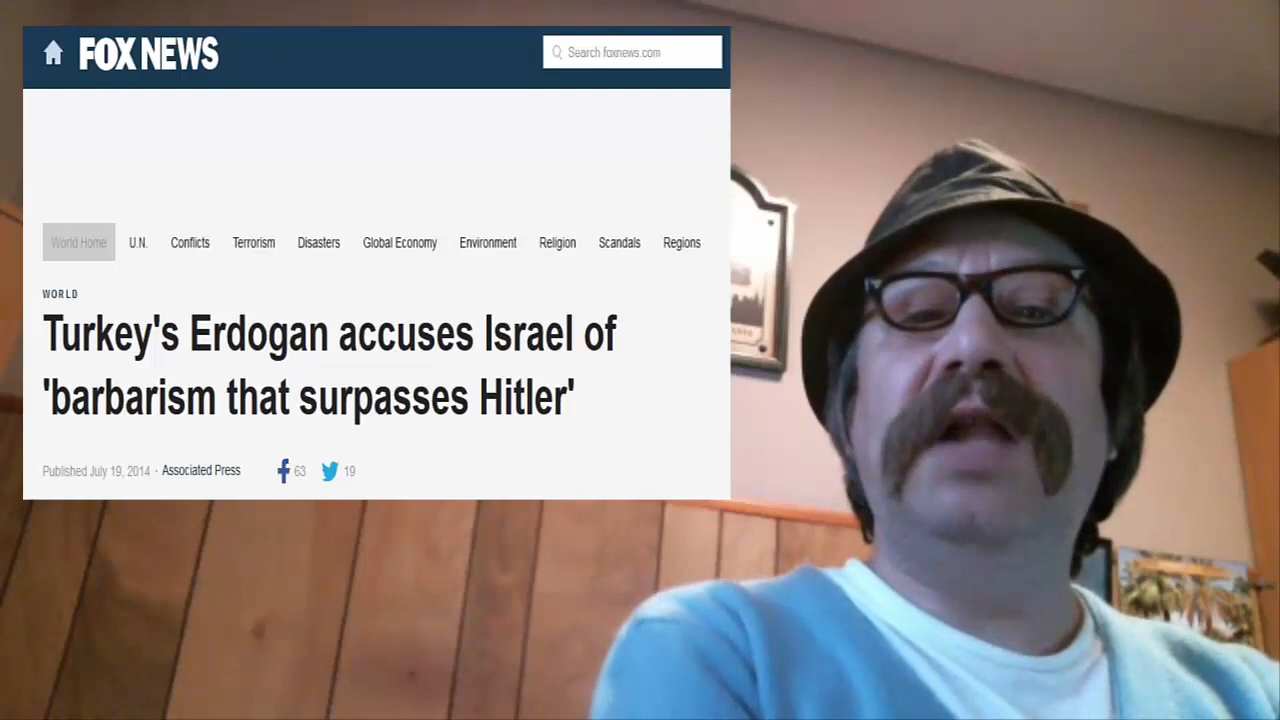 FOX NEWS
Search foxnews.com
World Home U.N. Conflicts Terrorism Disasters Global Economy Environment Religion Scandals Regions
WORLD
Turkey's Erdogan accuses Israel of
'barbarism that surpasses Hitler'
Published July 19, 2014 · Associated Press 63 19